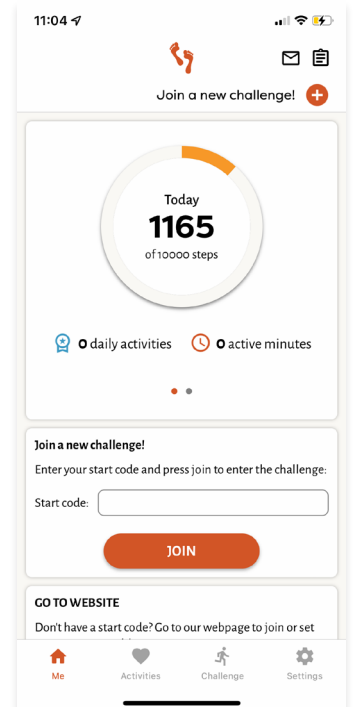 11:04
Join a new challenge!
Today
1165
of 10000 steps
0 daily activities
0 active minutes
Join a new challenge!
Enter your start code and press join to enter the challenge:
Start code:
JOIN
GO TO WEBSITE
Don't have a start code? Go to our webpage to join or set
Me
Activities
Challenge
Settings